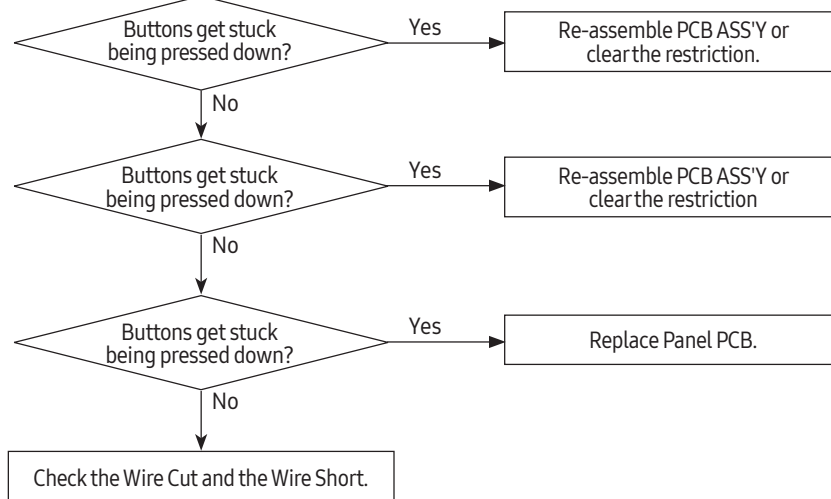 Buttons get stuck
being pressed down?
Yes
Re-assemble PCB ASS'Y or
clear the restriction.
No
Buttons get stuck
being pressed down?
Yes
Re-assemble PCB ASS'Y or
clear the restriction
No
Buttons get stuck
being pressed down?
Yes
Replace Panel PCB.
No
Check the Wire Cut and the Wire Short.